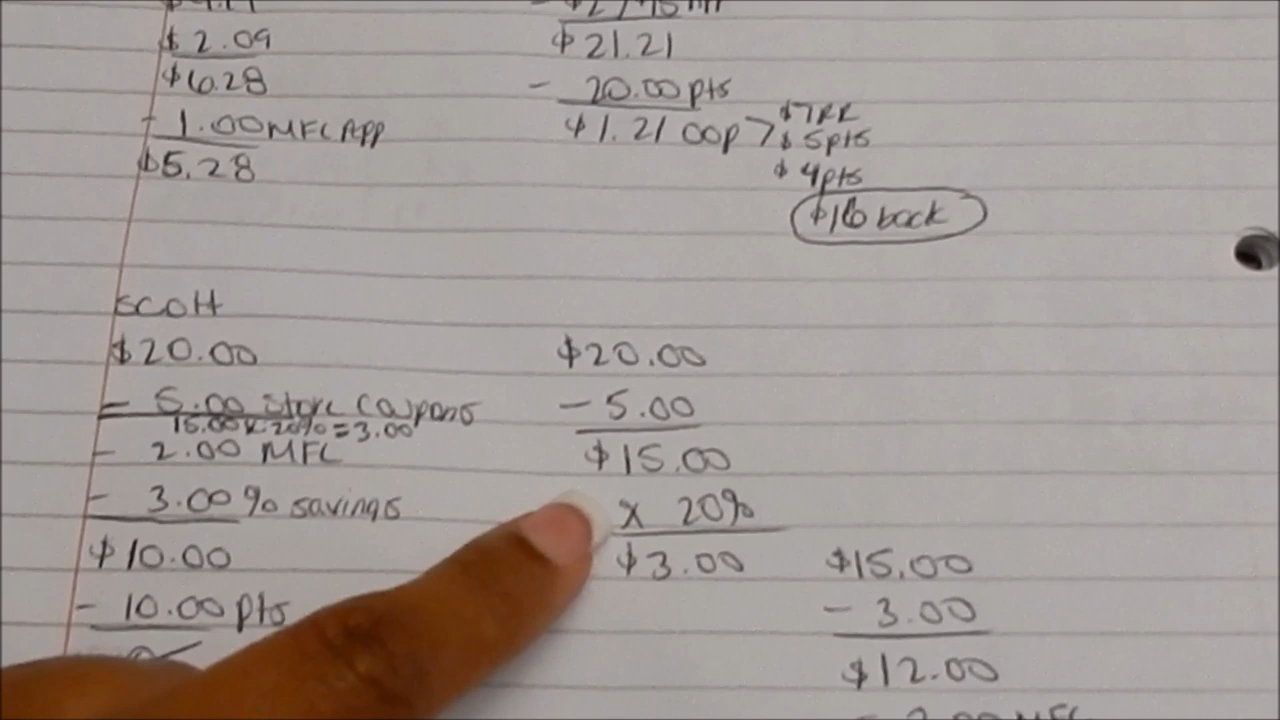 $ 2.09
$6.28
- 1.00 MFC App
$5.28
$21.21
- 20.00 pts
$1.21 OOP > $7RR
$ 5pts
$ 4pts
$16 back
SCOTT
$20.00
- 5.00 Store Coupons
15.00 x 20% = 3.00
- 2.00 MFC
- 3.00 % savings
$10.00
- 10.00 pts
$20.00
- 5.00
$15.00
x 20%
$3.00
$15.00
- 3.00
$12.00